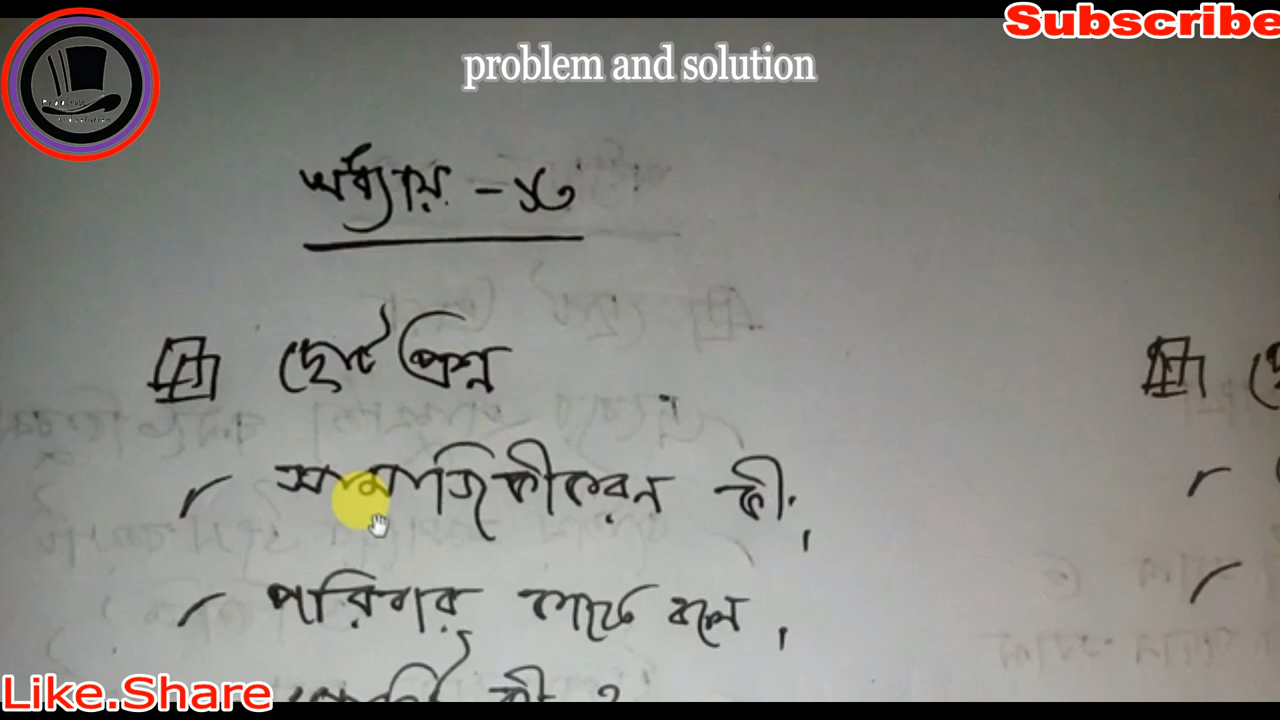 Subscribe
problem and solution
অধ্যায় - ১৩
ছোট প্রশ্ন
সামাজিকীকরন কী,
পরিবার কাকে বলে,
কী ?
Like.Share